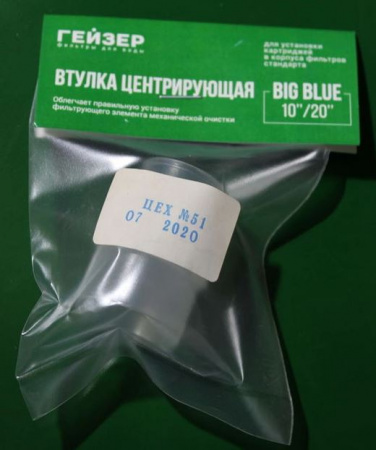 ГЕЙЗЕР
ФИЛЬТРЫ ДЛЯ ВОДЫ
для установки
картриджей
в корпуса фильтров
стандарта
ВТУЛКА ЦЕНТРИРУЮЩАЯ
BIG BLUE
10"/20"
Облегчает правильную установку
фильтрующего элемента механической очистки
ЦЕХ №51
07 2020